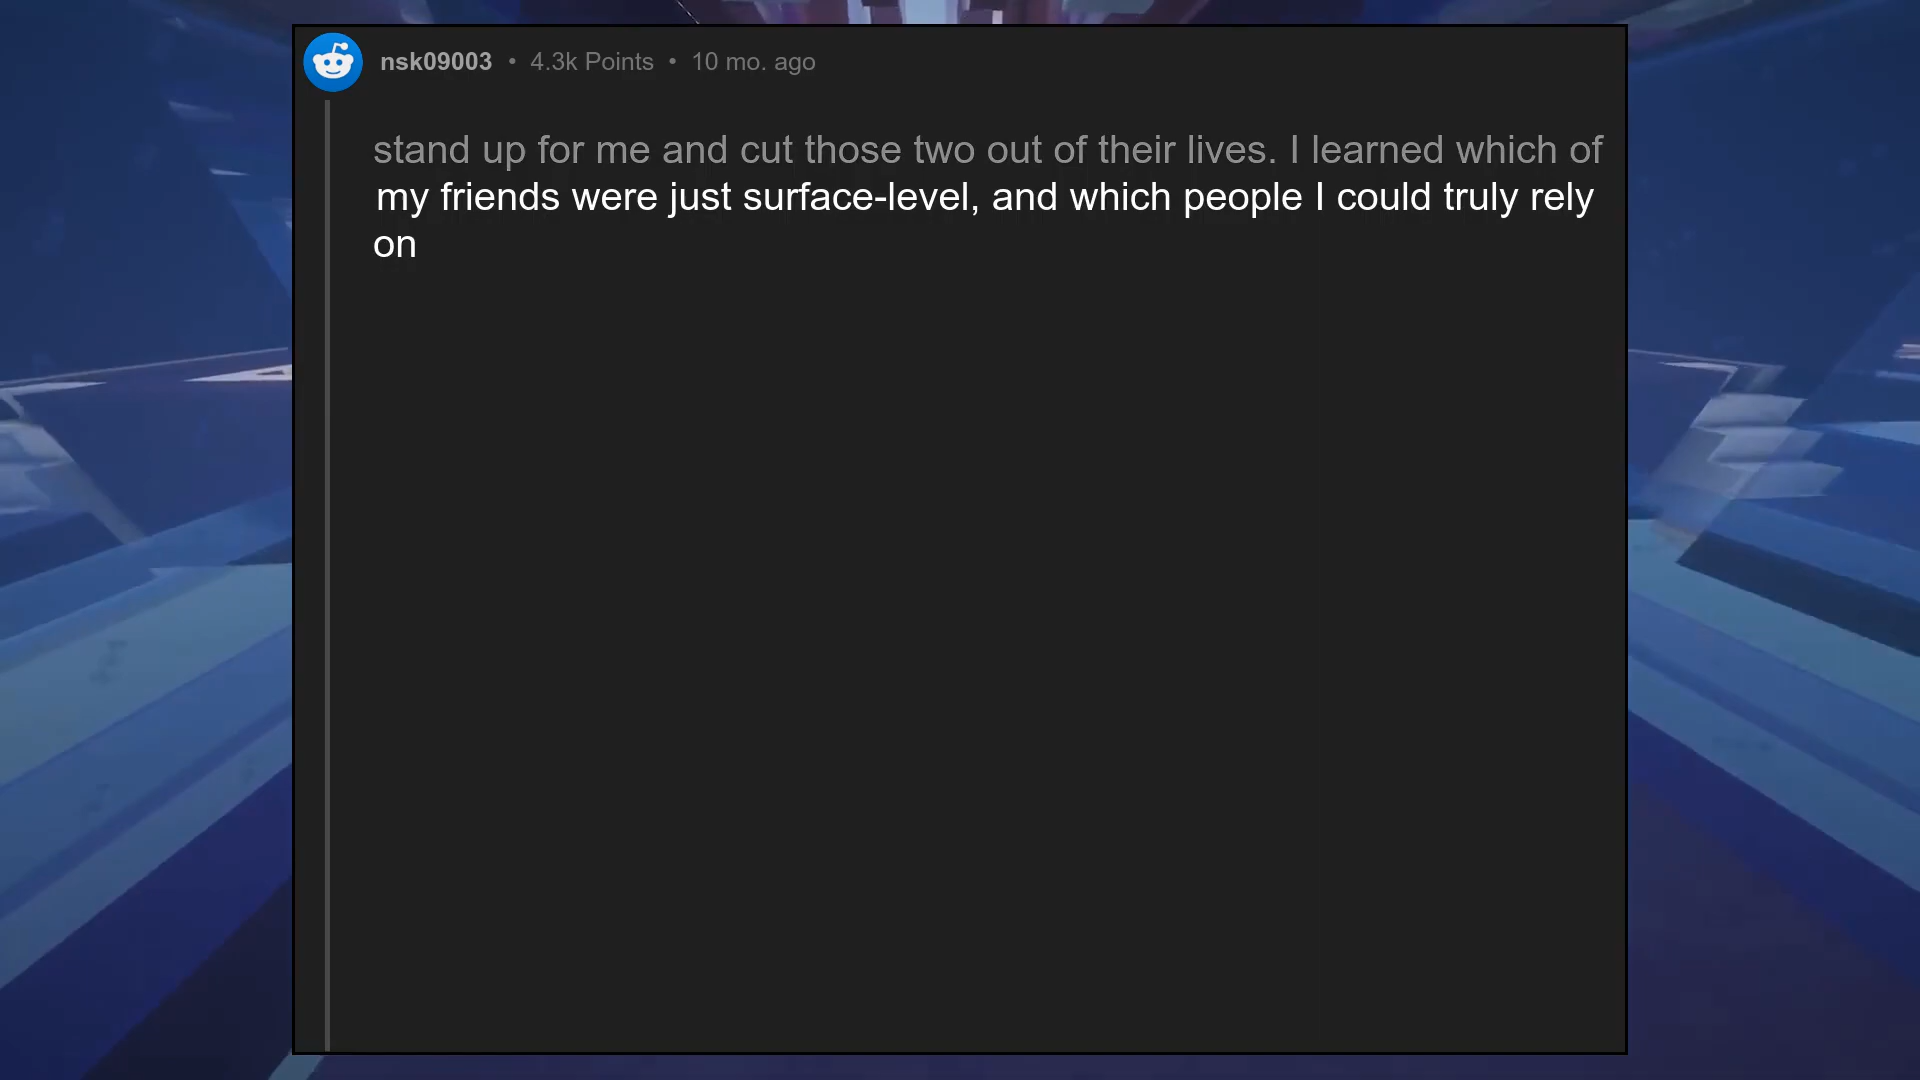 nsk09003 • 4.3k Points • 10 mo. ago
stand up for me and cut those two out of their lives. I learned which of
my friends were just surface-level, and which people I could truly rely
on